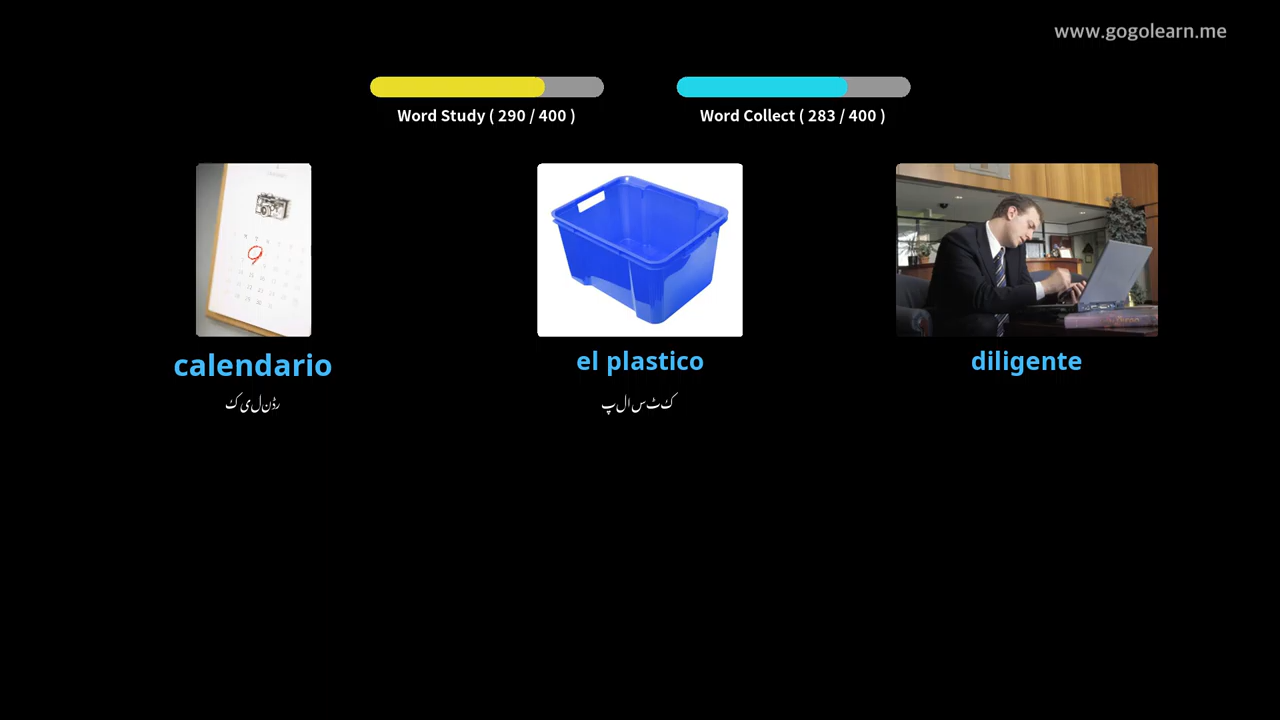 www.gogolearn.me
Word Study ( 290 / 400 )
Word Collect ( 283 / 400 )
calendario
کیلنڈر
el plastico
پلاسٹک
diligente